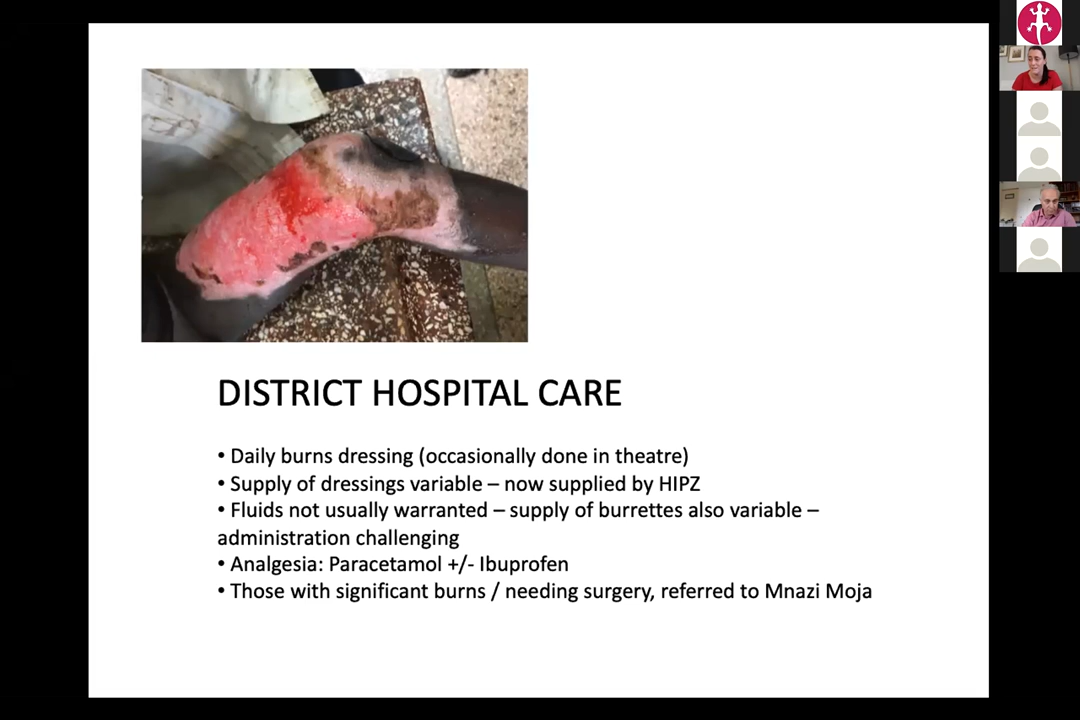 DISTRICT HOSPITAL CARE
• Daily burns dressing (occasionally done in theatre)
• Supply of dressings variable – now supplied by HIPZ
• Fluids not usually warranted – supply of burrettes also variable –
administration challenging
• Analgesia: Paracetamol +/- Ibuprofen
• Those with significant burns / needing surgery, referred to Mnazi Moja